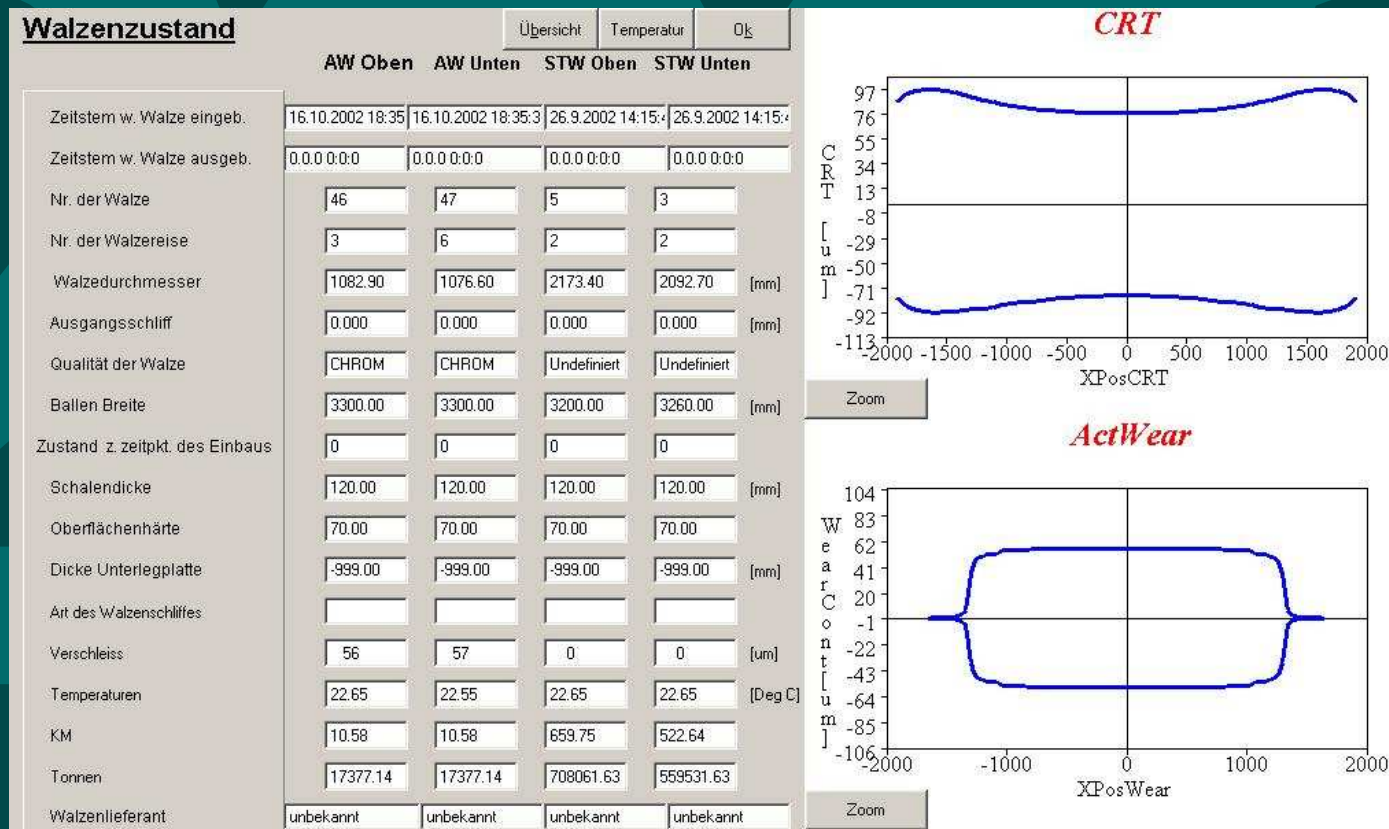 Walzenzustand
Übersicht Temperatur Ok
AW Oben AW Unten STW Oben STW Unten
Zeitstem w. Walze eingeb. 16.10.2002 18:35 16.10.2002 18:35:3 26.9.2002 14:15:4 26.9.2002 14:15:4
Zeitstem w. Walze ausgeb. 0.0.0 0:0:0 0.0.0 0:0:0 0.0.0 0:0:0 0.0.0 0:0:0
Nr. der Walze 46 47 5 3
Nr. der Walzereise 3 6 2 2
Walzedurchmesser 1082.90 1076.60 2173.40 2092.70 [mm]
Ausgangsschliff 0.000 0.000 0.000 0.000 [mm]
Qualität der Walze CHROM CHROM Undefiniert Undefiniert
Ballen Breite 3300.00 3300.00 3200.00 3260.00 [mm]
Zustand z. zeitpkt. des Einbaus 0 0 0 0
Schalendicke 120.00 120.00 120.00 120.00 [mm]
Oberflächenhärte 70.00 70.00 70.00 70.00
Dicke Unterlegplatte -999.00 -999.00 -999.00 -999.00 [mm]
Art des Walzenschliffes
Verschleiss 56 57 0 0 [um]
Temperaturen 22.65 22.55 22.65 22.65 [Deg C]
KM 10.58 10.58 659.75 522.64
Tonnen 17377.14 17377.14 708061.63 559531.63
Walzenlieferant unbekannt unbekannt unbekannt unbekannt
CRT
CRT [um]
97
76
55
34
13
-8
-29
-50
-71
-92
-113
-2000 -1500 -1000 -500 0 500 1000 1500 2000
XPosCRT
Zoom
ActWear
WearCont[um]
104
83
62
41
20
-1
-22
-43
-64
-85
-106
-2000 -1000 0 1000 2000
XPosWear
Zoom